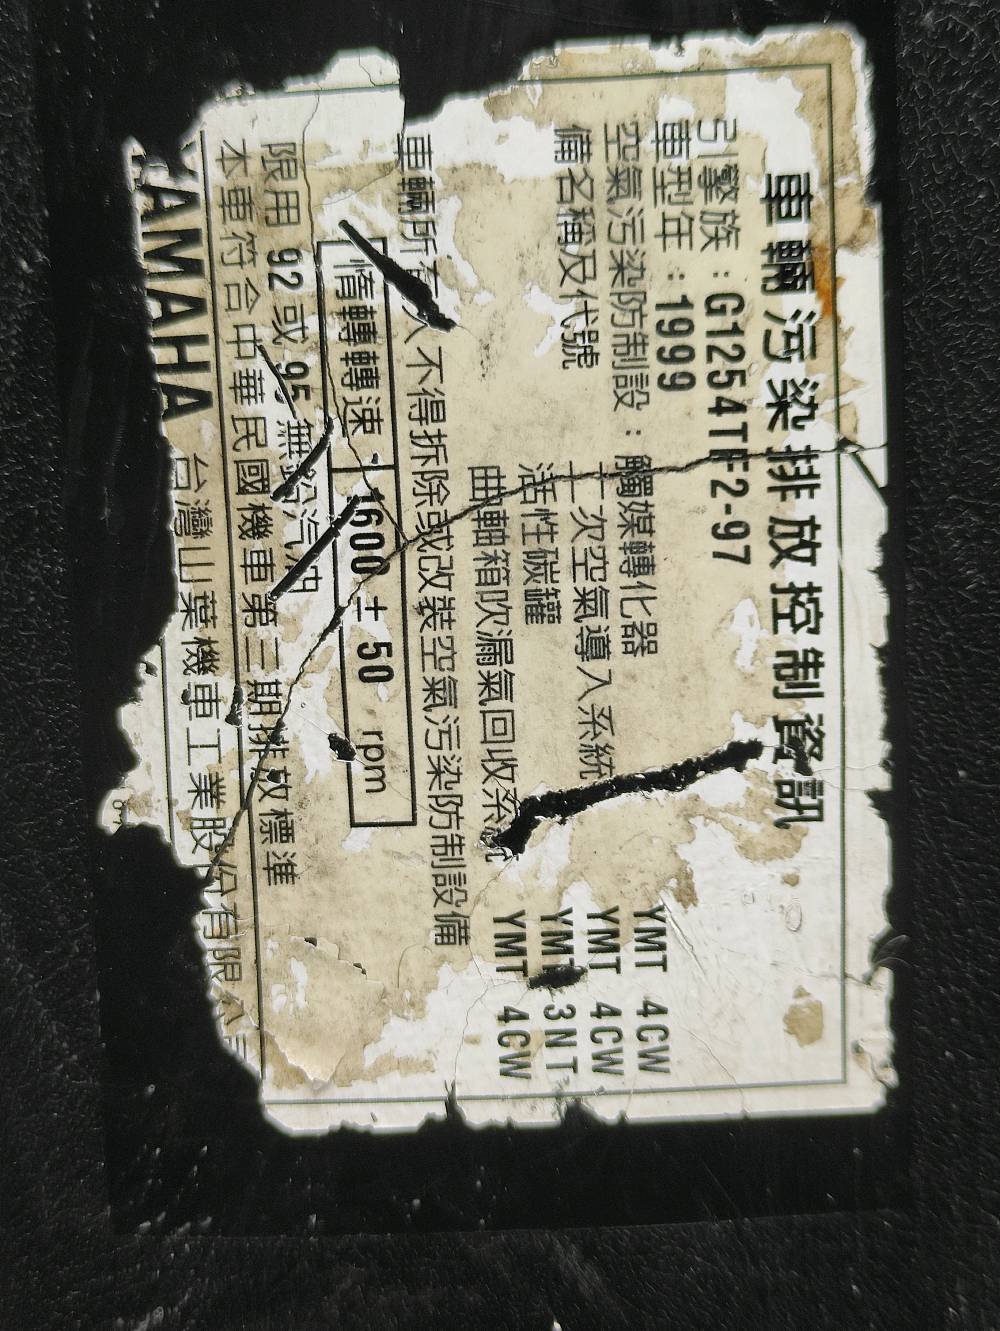 車輛污染排放控制資訊
引擎族：G1254TF2-97
車型年：1999
空氣污染防制設：觸媒轉化器 YMT 4CW
備名稱及代號 二次空氣導入系統 YMT 4CW
活性碳罐 YMT 3NT
曲軸箱吹漏氣回收系統 YMT 4CW
車輛所有人不得拆除或改裝空氣污染防制設備
惰轉轉速 1600 ± 50 rpm
限用 92 或 95 無鉛汽油
本車符合中華民國機車第三期排放標準
YAMAHA 台灣山葉機車工業股份有限公司